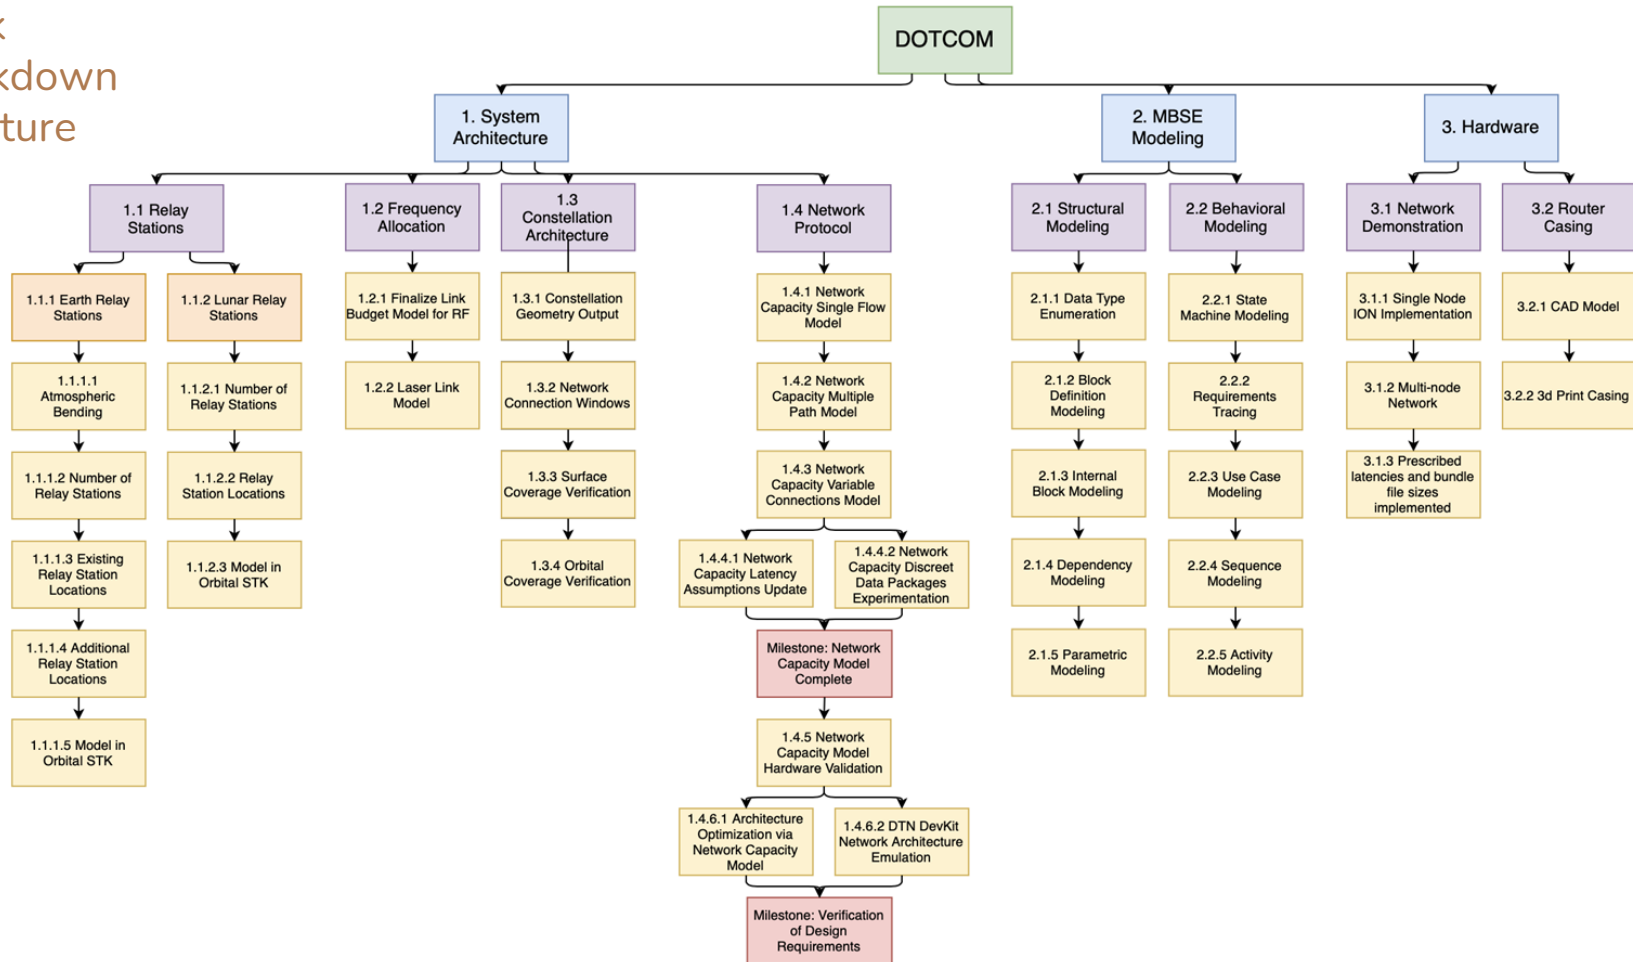 kdown
ture
DOTCOM
1. System
Architecture
2. MBSE
Modeling
3. Hardware
1.1 Relay
Stations
1.2 Frequency
Allocation
1.3
Constellation
Architecture
1.4 Network
Protocol
2.1 Structural
Modeling
2.2 Behavioral
Modeling
3.1 Network
Demonstration
3.2 Router
Casing
1.1.1 Earth Relay
Stations
1.1.2 Lunar Relay
Stations
1.2.1 Finalize Link
Budget Model for RF
1.3.1 Constellation
Geometry Output
1.4.1 Network
Capacity Single Flow
Model
2.1.1 Data Type
Enumeration
2.2.1 State
Machine Modeling
3.1.1 Single Node
ION Implementation
3.2.1 CAD Model
1.1.1.1
Atmospheric
Bending
1.1.2.1 Number of
Relay Stations
1.2.2 Laser Link
Model
1.3.2 Network
Connection Windows
1.4.2 Network
Capacity Multiple
Path Model
2.1.2 Block
Definition
Modeling
2.2.2
Requirements
Tracing
3.1.2 Multi-node
Network
3.2.2 3d Print Casing
1.1.1.2 Number of
Relay Stations
1.1.2.2 Relay
Station Locations
1.3.3 Surface
Coverage Verification
1.4.3 Network
Capacity Variable
Connections Model
2.1.3 Internal
Block Modeling
2.2.3 Use Case
Modeling
3.1.3 Prescribed
latencies and bundle
file sizes
implemented
1.1.1.3 Existing
Relay Station
Locations
1.1.2.3 Model in
Orbital STK
1.3.4 Orbital
Coverage Verification
1.4.4.1 Network
Capacity Latency
Assumptions Update
1.4.4.2 Network
Capacity Discreet
Data Packages
Experimentation
2.1.4 Dependency
Modeling
2.2.4 Sequence
Modeling
1.1.1.4 Additional
Relay Station
Locations
Milestone: Network
Capacity Model
Complete
2.1.5 Parametric
Modeling
2.2.5 Activity
Modeling
1.1.1.5 Model in
Orbital STK
1.4.5 Network
Capacity Model
Hardware Validation
1.4.6.1 Architecture
Optimization via
Network Capacity
Model
1.4.6.2 DTN DevKit
Network Architecture
Emulation
Milestone: Verification
of Design
Requirements